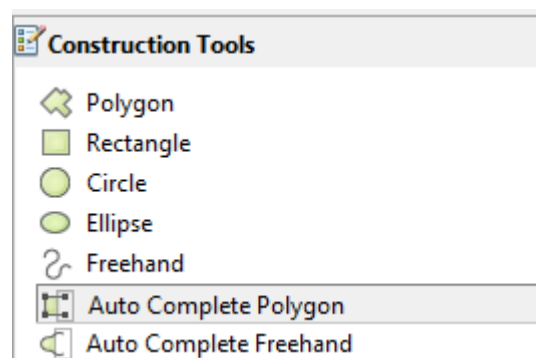 Construction Tools
Polygon
Rectangle
Circle
Ellipse
Freehand
Auto Complete Polygon
Auto Complete Freehand